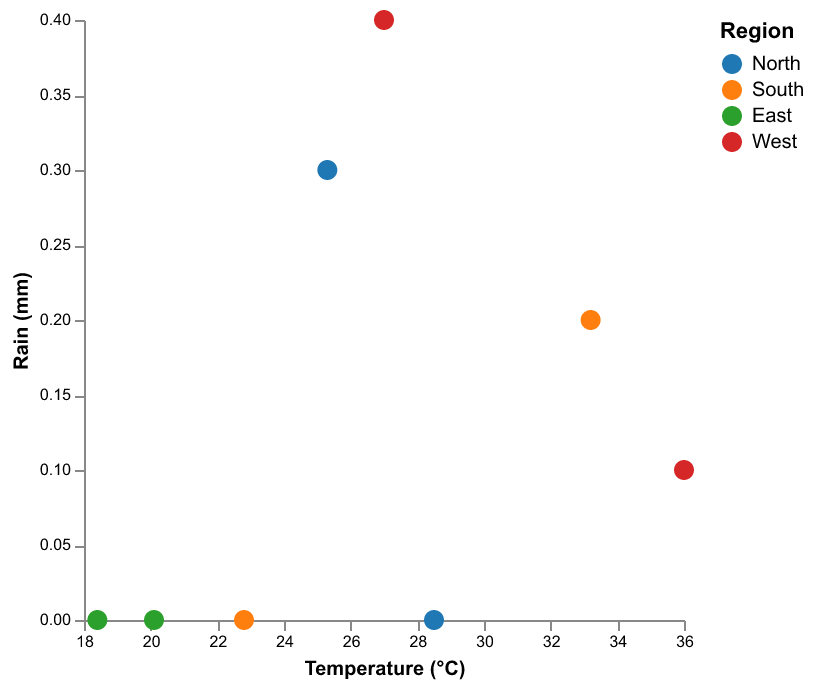 0.40
0.35
0.30
0.25
0.20
0.15
0.10
0.05
0.00
Rain (mm)
18 20 22 24 26 28 30 32 34 36
Temperature (°C)
Region
North
South
East
West